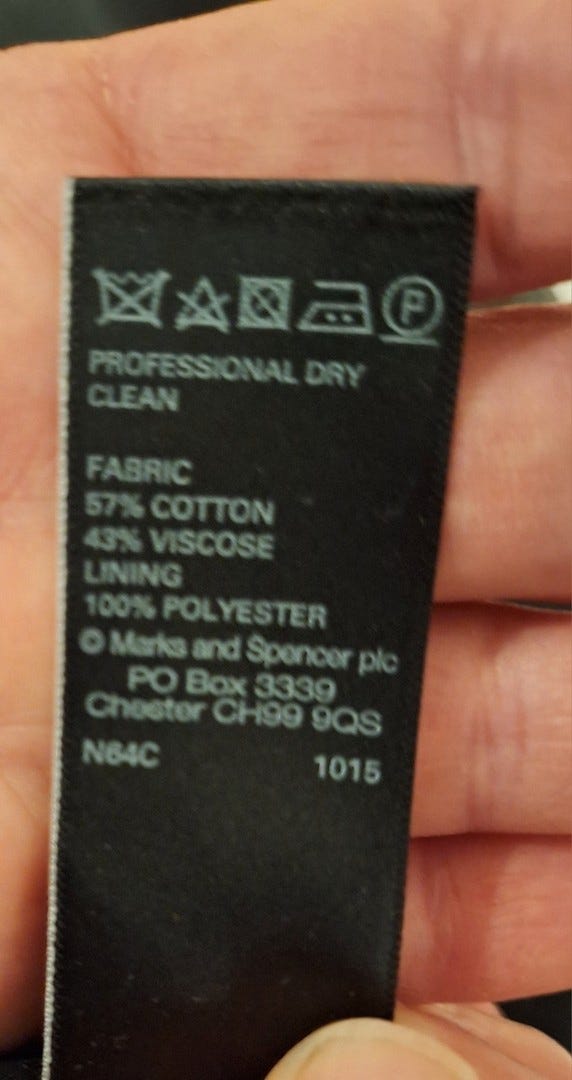 P
PROFESSIONAL DRY
CLEAN
FABRIC
57% COTTON
43% VISCOSE
LINING
100% POLYESTER
© Marks and Spencer plc
PO Box 3339
Chester CH99 9QS
N64C 1015